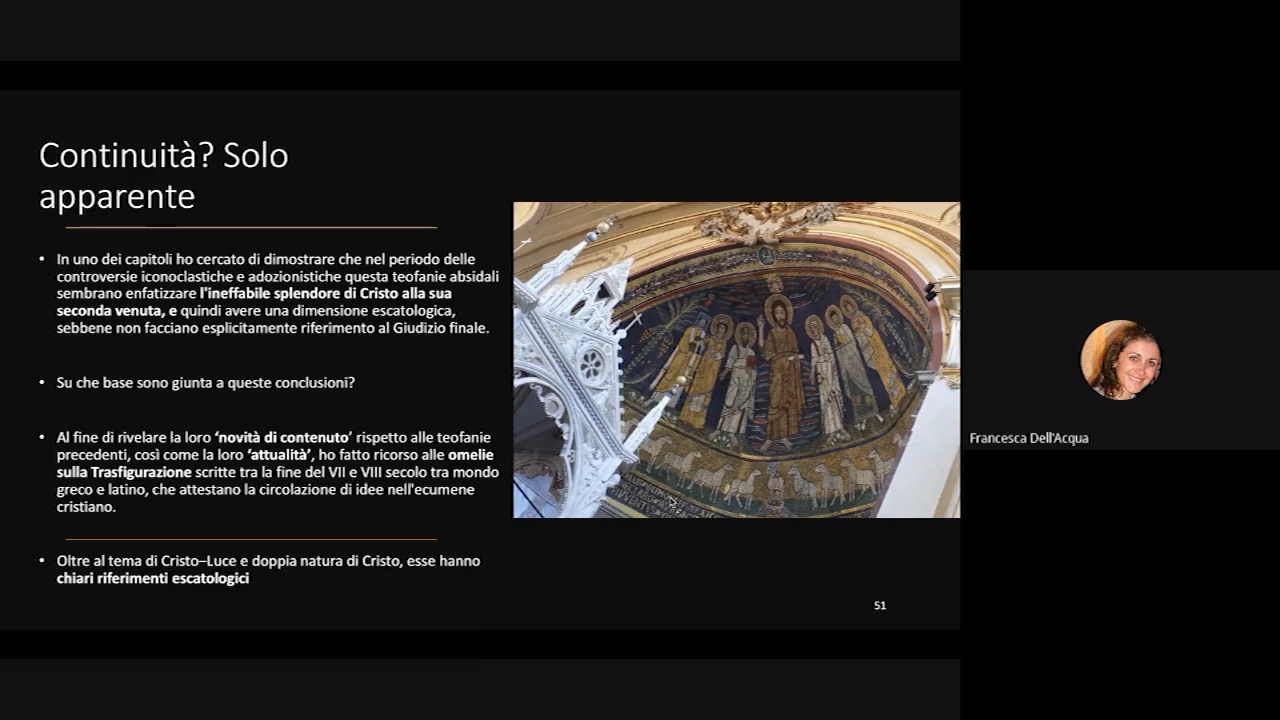 Continuità? Solo
apparente
• In uno dei capitoli ho cercato di dimostrare che nel periodo delle
controversie iconoclastiche e adozionistiche questa teofanie absidali
sembrano enfatizzare l'ineffabile splendore di Cristo alla sua
seconda venuta, e quindi avere una dimensione escatologica,
sebbene non facciano esplicitamente riferimento al Giudizio finale.
• Su che base sono giunta a queste conclusioni?
• Al fine di rivelare la loro ‘novità di contenuto’ rispetto alle teofanie
precedenti, così come la loro ‘attualità’, ho fatto ricorso alle omelie
sulla Trasfigurazione scritte tra la fine del VII e VIII secolo tra mondo
greco e latino, che attestano la circolazione di idee nell'ecumene
cristiano.
• Oltre al tema di Cristo–Luce e doppia natura di Cristo, esse hanno
chiari riferimenti escatologici
51
Francesca Dell'Acqua